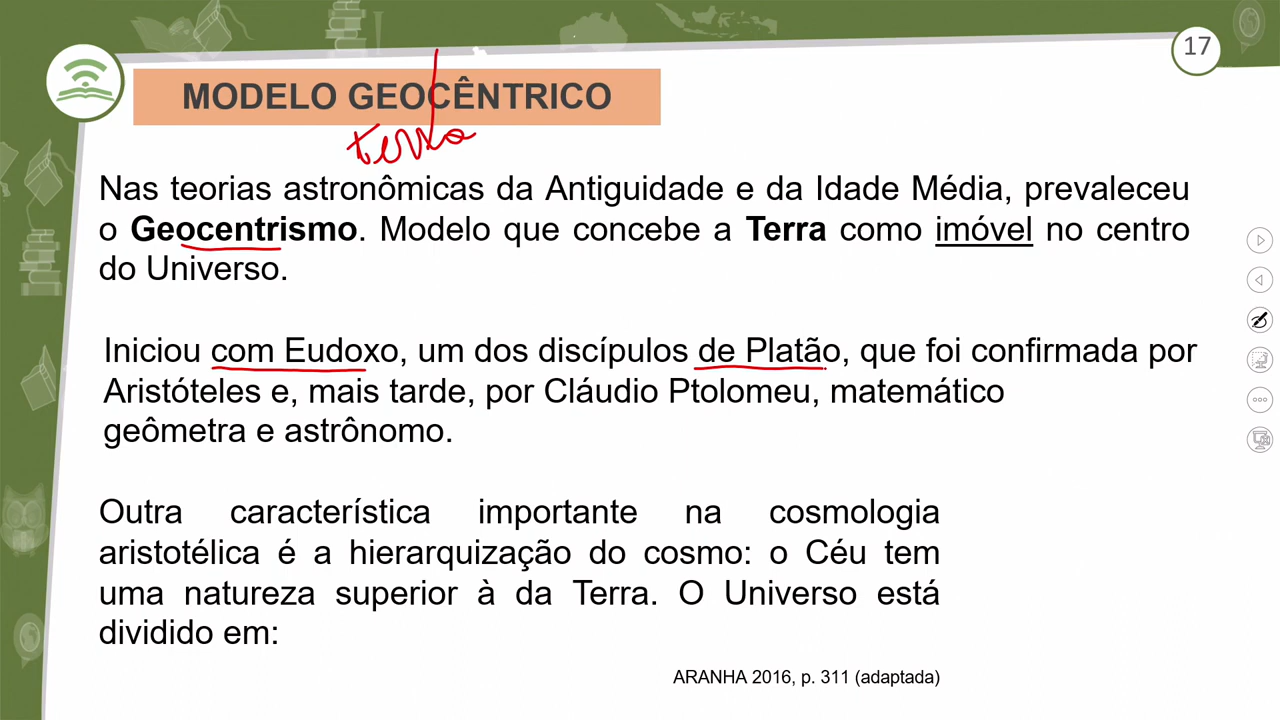 17
MODELO GEOCÊNTRICO
terra
Nas teorias astronômicas da Antiguidade e da Idade Média, prevaleceu
o Geocentrismo. Modelo que concebe a Terra como imóvel no centro
do Universo.
Iniciou com Eudoxo, um dos discípulos de Platão, que foi confirmada por
Aristóteles e, mais tarde, por Cláudio Ptolomeu, matemático
geômetra e astrônomo.
Outra característica importante na cosmologia
aristotélica é a hierarquização do cosmo: o Céu tem
uma natureza superior à da Terra. O Universo está
dividido em:
ARANHA 2016, p. 311 (adaptada)